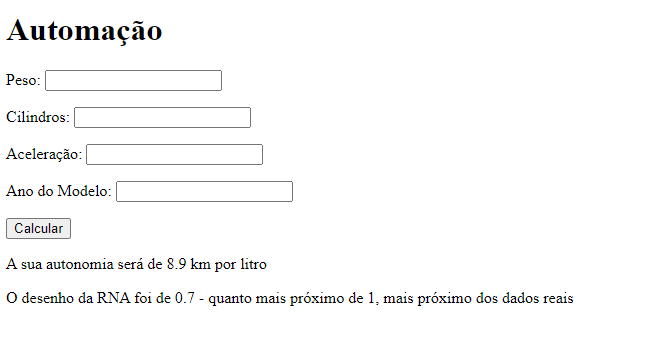 Automação
Peso:
Cilindros:
Aceleração:
Ano do Modelo:
Calcular
A sua autonomia será de 8.9 km por litro
O desenho da RNA foi de 0.7 - quanto mais próximo de 1, mais próximo dos dados reais